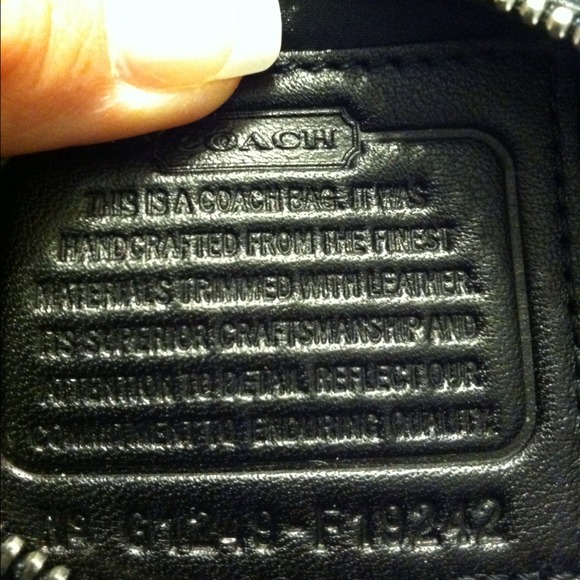 COACH
THIS IS A COACH BAG. IT WAS
HANDCRAFTED FROM THE FINEST
MATERIALS TRIMMED WITH LEATHER.
ITS SUPERIOR CRAFTSMANSHIP AND
ATTENTION TO DETAIL REFLECT OUR
COMMITMENT TO ENDURING QUALITY.
Nº G1249-F19242